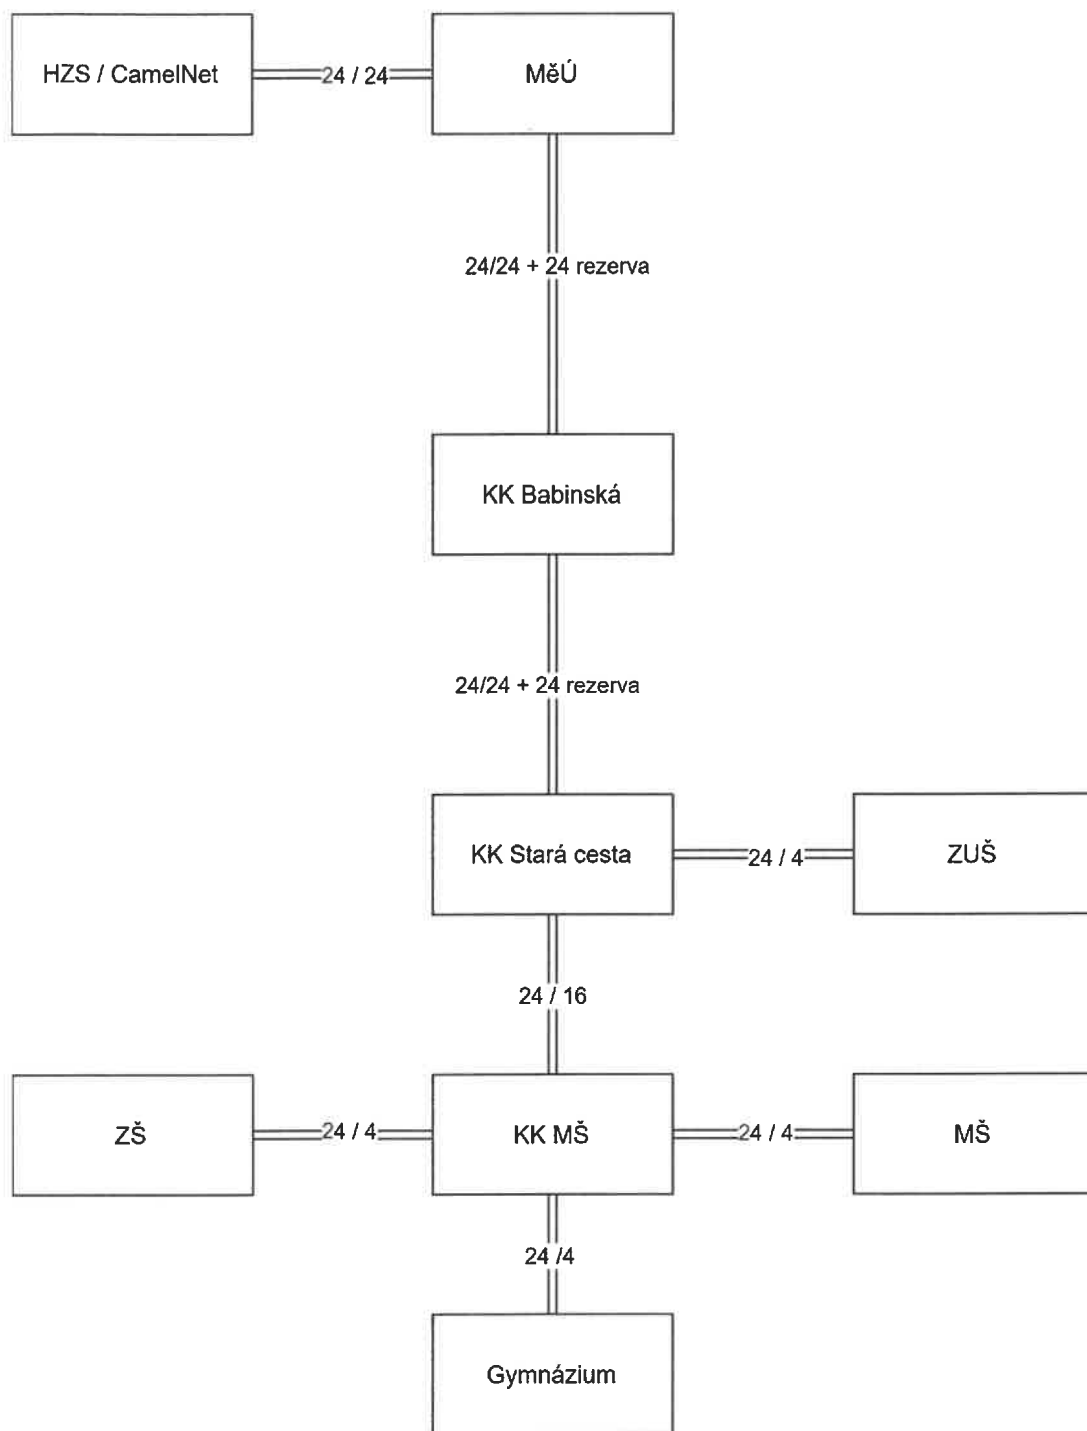 HZS / CamelNet
24 / 24
MěÚ
24/24 + 24 rezerva
KK Babinská
24/24 + 24 rezerva
KK Stará cesta
24 / 4
ZUŠ
24 / 16
ZŠ
24 / 4
KK MŠ
24 / 4
MŠ
24 /4
Gymnázium